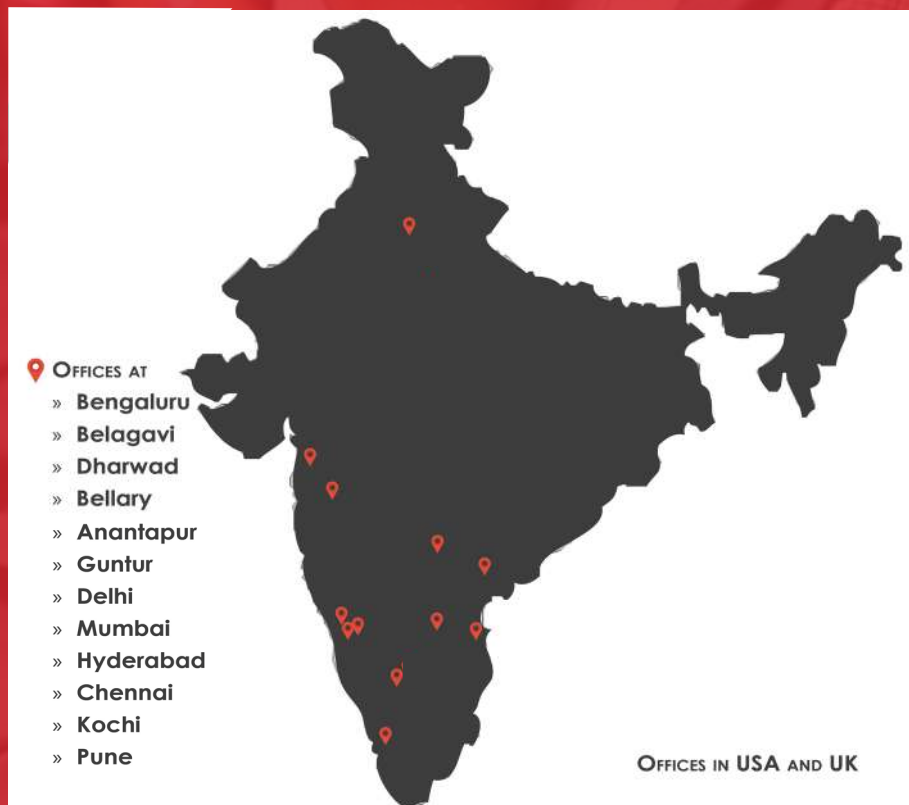 Offices at
» Bengaluru
» Belagavi
» Dharwad
» Bellary
» Anantapur
» Guntur
» Delhi
» Mumbai
» Hyderabad
» Chennai
» Kochi
» Pune
Offices in USA and UK